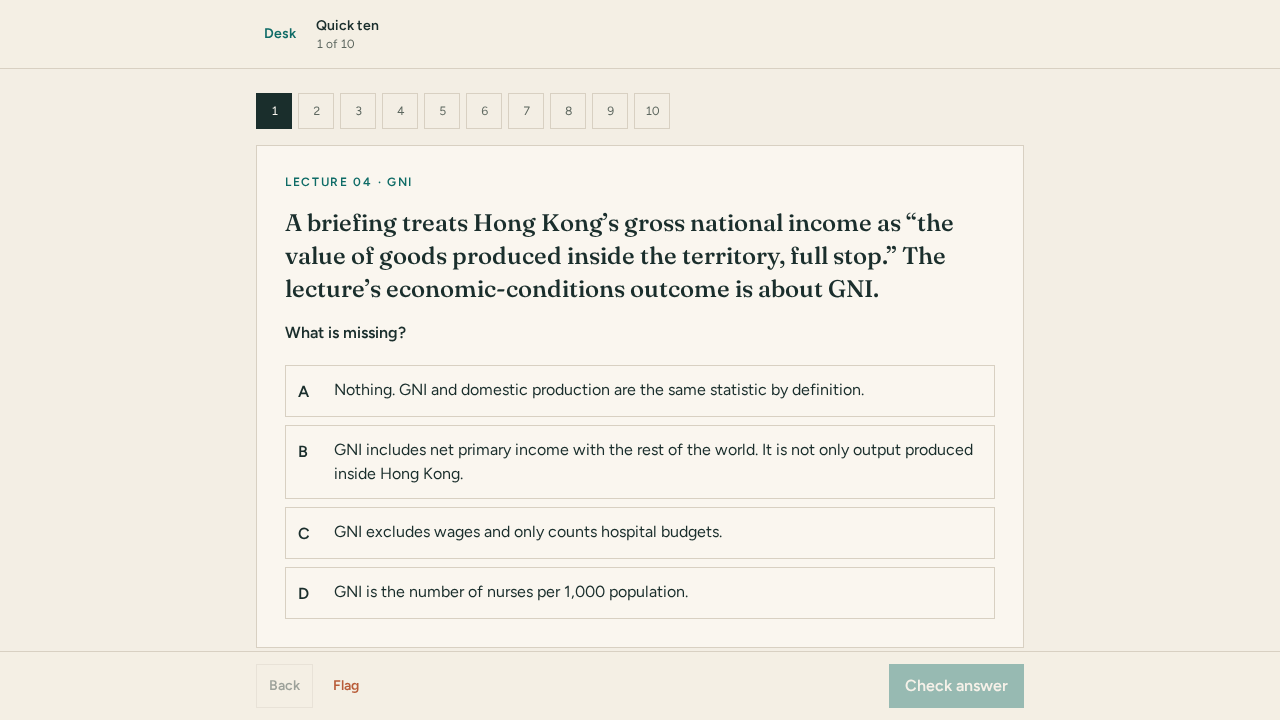 Desk
Quick ten
1 of 10
1 2 3 4 5 6 7 8 9 10
LECTURE 04 · GNI
A briefing treats Hong Kong’s gross national income as “the
value of goods produced inside the territory, full stop.” The
lecture’s economic-conditions outcome is about GNI.
What is missing?
A Nothing. GNI and domestic production are the same statistic by definition.
B GNI includes net primary income with the rest of the world. It is not only output produced
inside Hong Kong.
C GNI excludes wages and only counts hospital budgets.
D GNI is the number of nurses per 1,000 population.
Back Flag Check answer